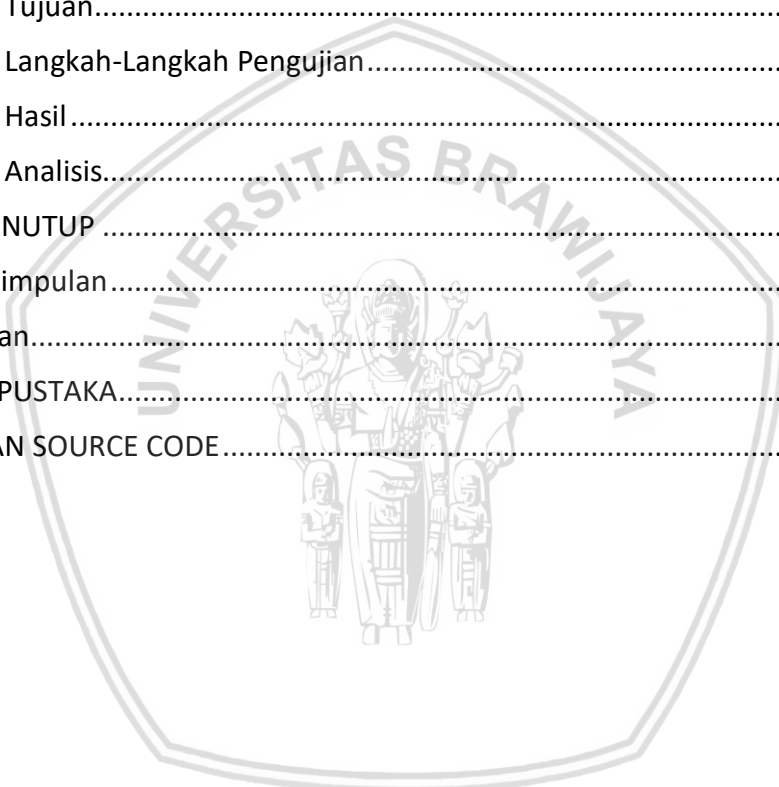 Tujuan
Langkah-Langkah Pengujian
Hasil
Analisis
NUTUP
impulan
an
PUSTAKA
AN SOURCE CODE
UNIVERSITAS BRAWIJAYA